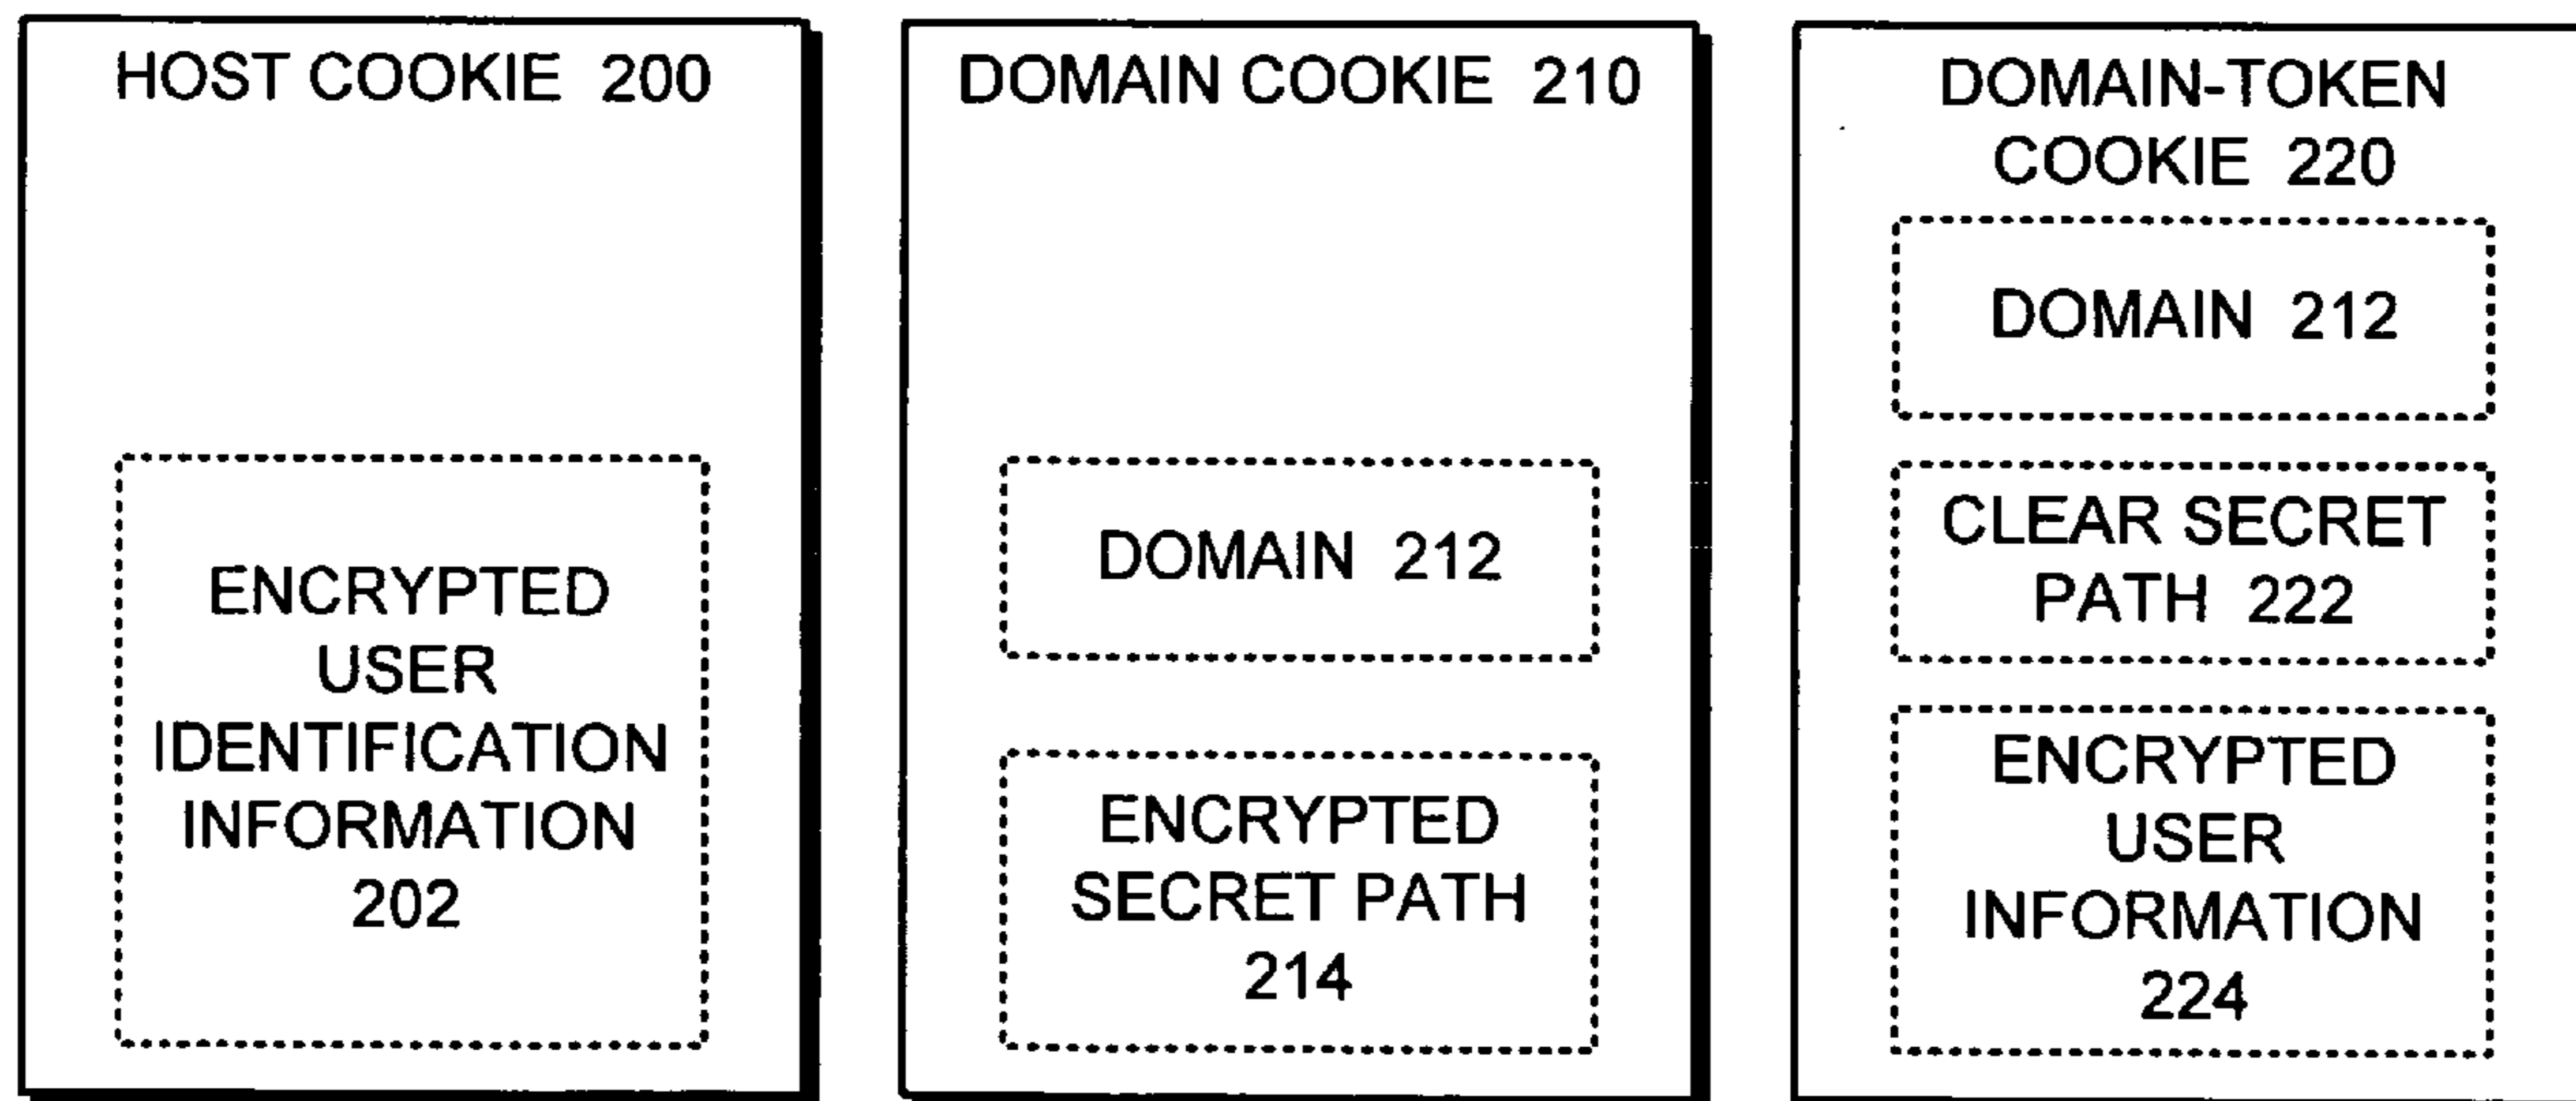 HOST COOKIE 200
ENCRYPTED
USER
IDENTIFICATION
INFORMATION
202
DOMAIN COOKIE 210
DOMAIN 212
ENCRYPTED
SECRET PATH
214
DOMAIN-TOKEN
COOKIE 220
DOMAIN 212
CLEAR SECRET
PATH 222
ENCRYPTED
USER
INFORMATION
224